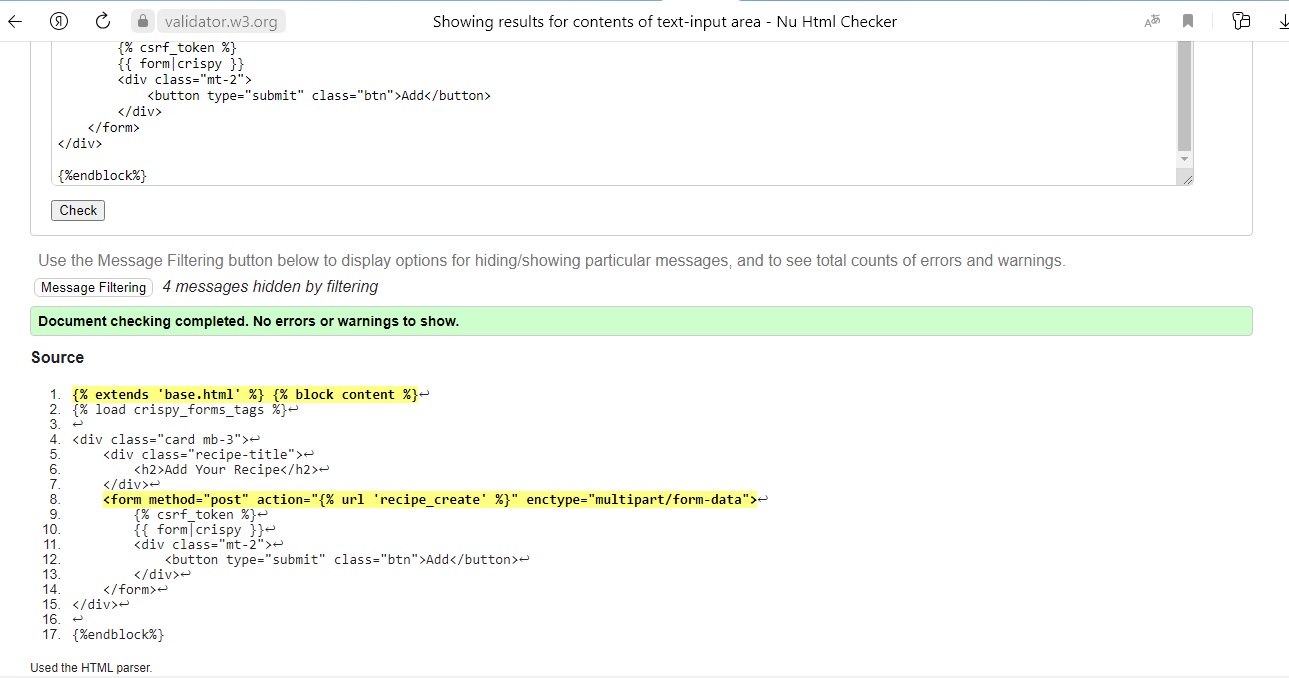 validator.w3.org
Showing results for contents of text-input area - Nu Html Checker
{% csrf_token %}
{{ form|crispy }}
<div class="mt-2">
<button type="submit" class="btn">Add</button>
</div>
</form>
</div>
{%endblock%}
Check
Use the Message Filtering button below to display options for hiding/showing particular messages, and to see total counts of errors and warnings.
Message Filtering 4 messages hidden by filtering
Document checking completed. No errors or warnings to show.
Source
1. {% extends 'base.html' %} {% block content %}↩
2. {% load crispy_forms_tags %}↩
3. ↩
4. <div class="card mb-3">↩
5. <div class="recipe-title">↩
6. <h2>Add Your Recipe</h2>↩
7. </div>↩
8. <form method="post" action="{% url 'recipe_create' %}" enctype="multipart/form-data">↩
9. {% csrf_token %}↩
10. {{ form|crispy }}↩
11. <div class="mt-2">↩
12. <button type="submit" class="btn">Add</button>↩
13. </div>↩
14. </form>↩
15. </div>↩
16. ↩
17. {%endblock%}
Used the HTML parser.